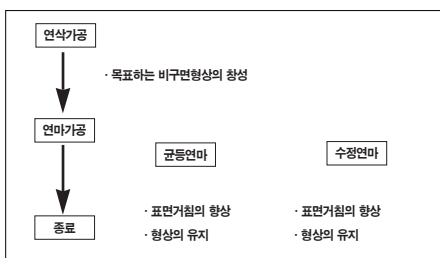 연삭가공
· 목표하는 비구면형상의 창성
연마가공
균등연마
수정연마
· 표면거침의 향상
· 표면거침의 향상
종료
· 형상의 유지
· 형상의 유지